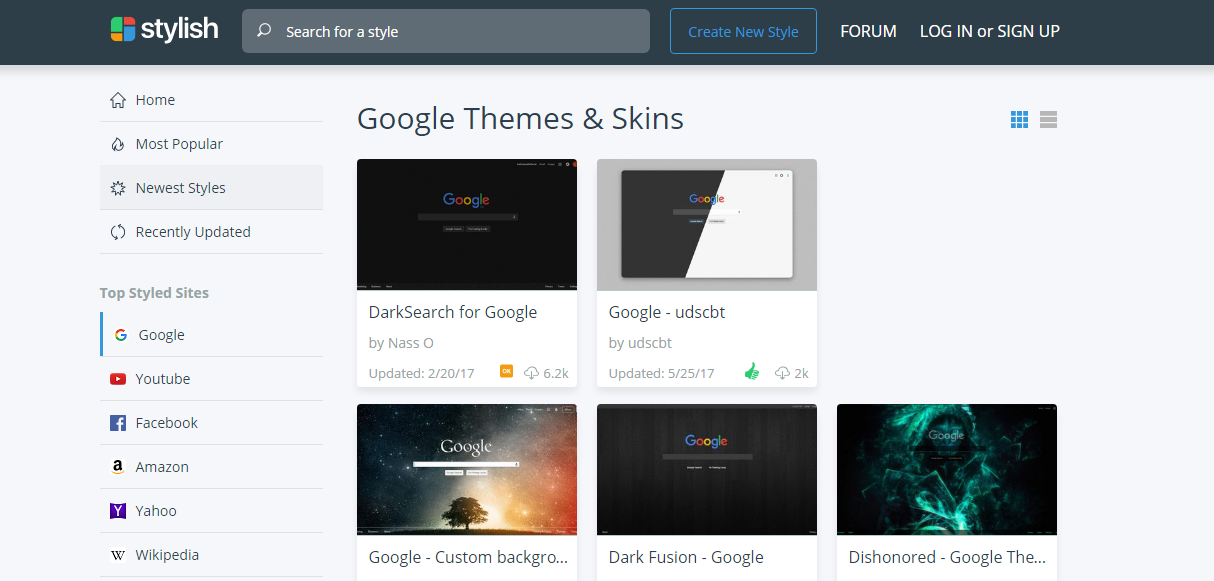 stylish
Search for a style
Create New Style
FORUM
LOG IN or SIGN UP
Home
Most Popular
Newest Styles
Recently Updated
Top Styled Sites
Google
Youtube
Facebook
Amazon
Yahoo
Wikipedia
Google Themes & Skins
Google
DarkSearch for Google
by Nass O
Updated: 2/20/17
OK
6.2k
Google
Google - udscbt
by udscbt
Updated: 5/25/17
2k
Google
Google - Custom backgro...
Google
Dark Fusion - Google
Google
Dishonored - Google The...